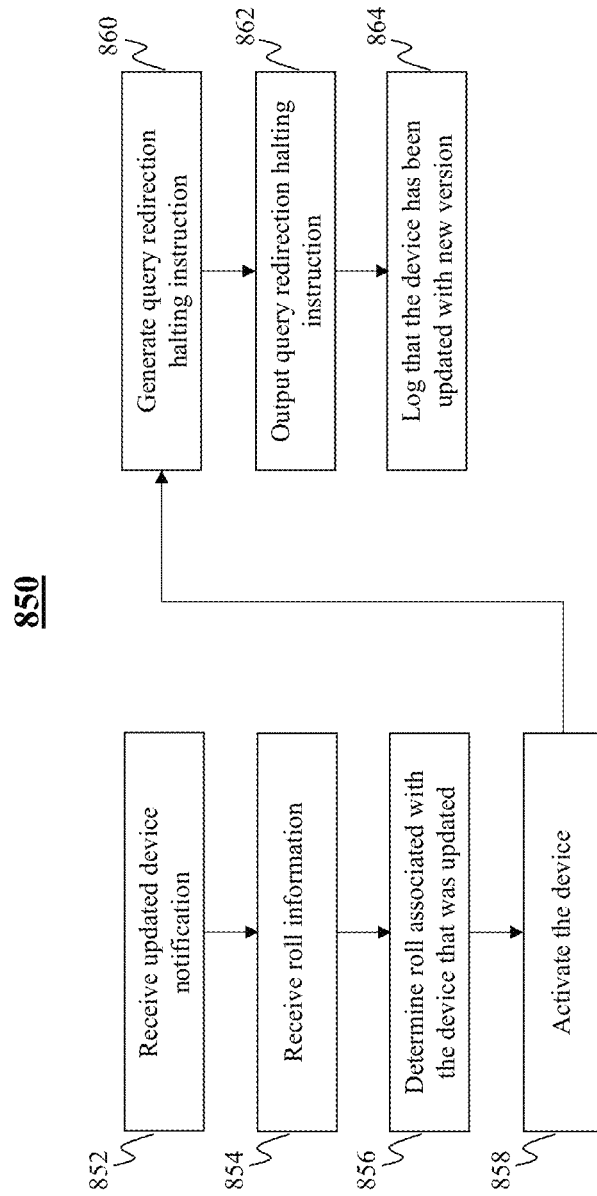 850
852
Receive updated device
notification
854
Receive roll information
856
Determine roll associated with
the device that was updated
858
Activate the device
860
Generate query redirection
halting instruction
862
Output query redirection halting
instruction
864
Log that the device has been
updated with new version